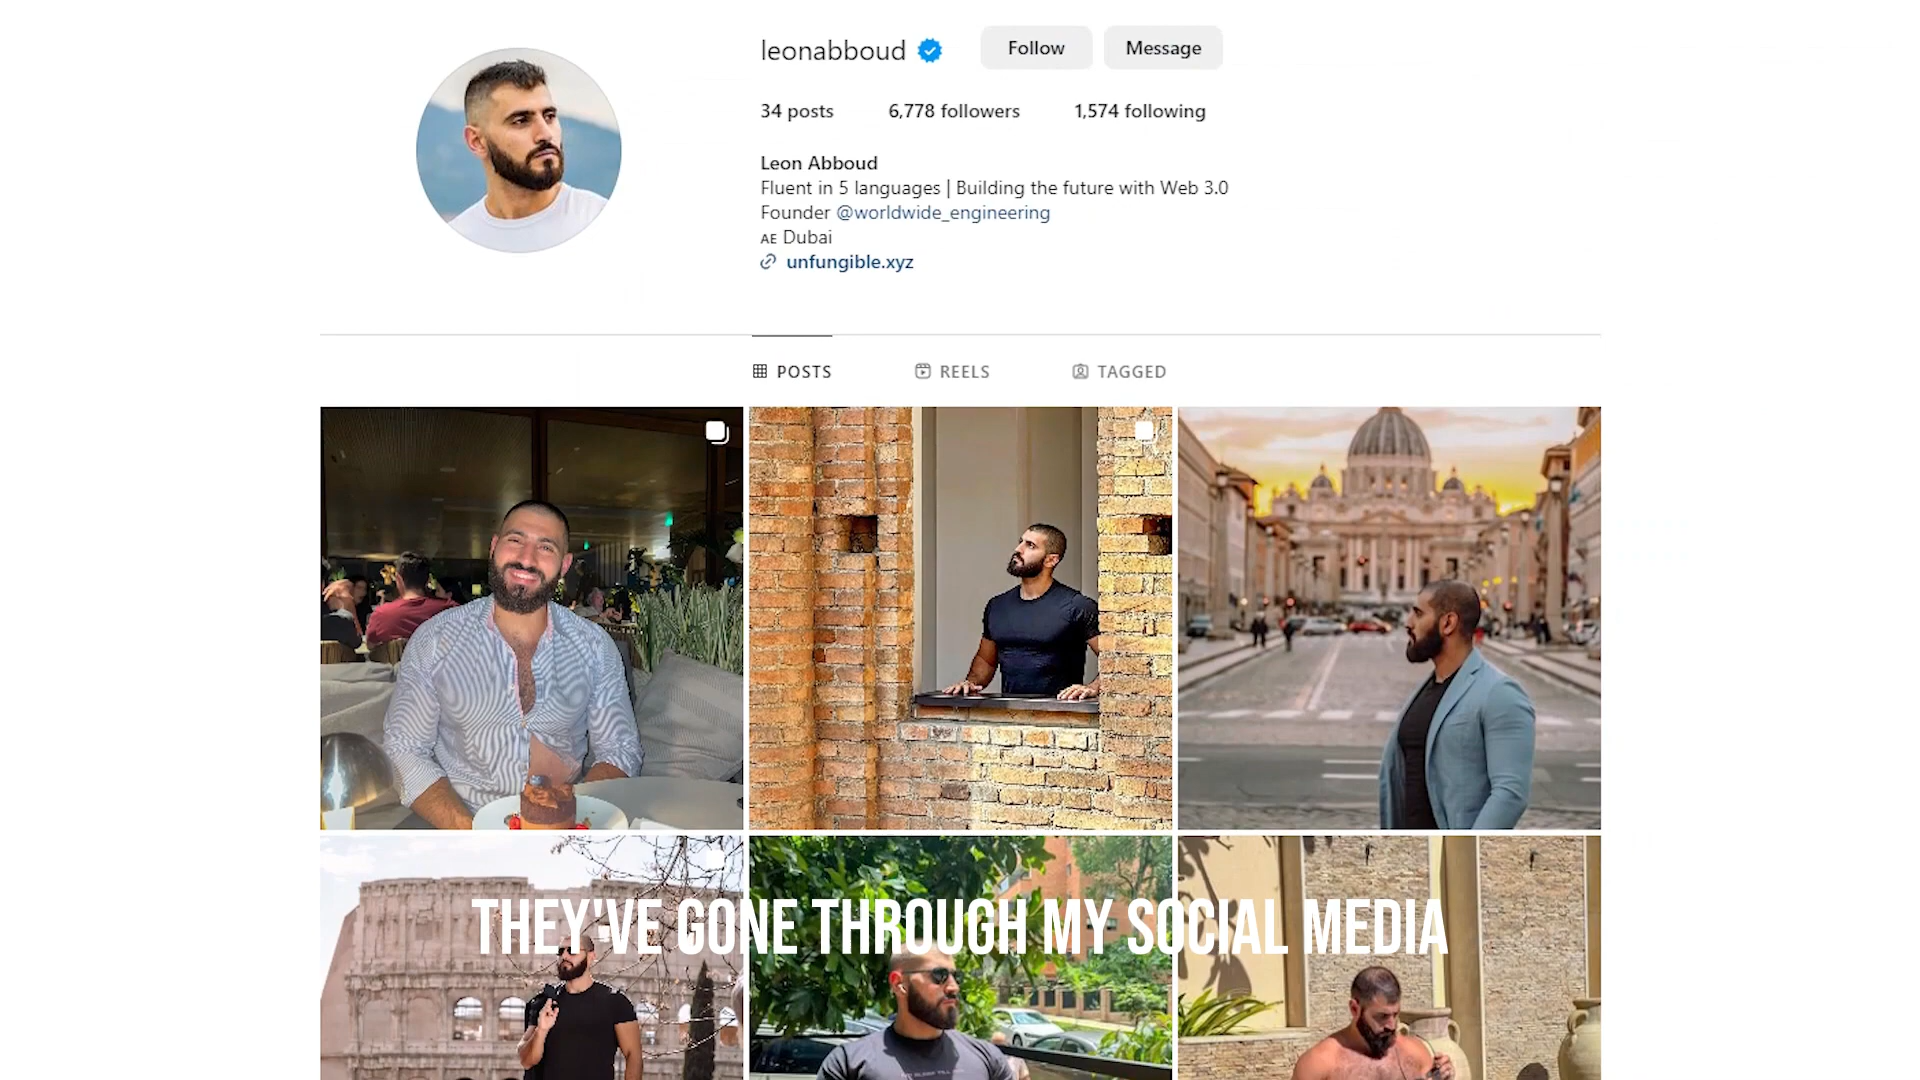 leonabboud
Follow
Message
34 posts
6,778 followers
1,574 following
Leon Abboud
Fluent in 5 languages | Building the future with Web 3.0
Founder @worldwide_engineering
AE Dubai
unfungible.xyz
POSTS
REELS
TAGGED
THEY'VE GONE THROUGH MY SOCIAL MEDIA